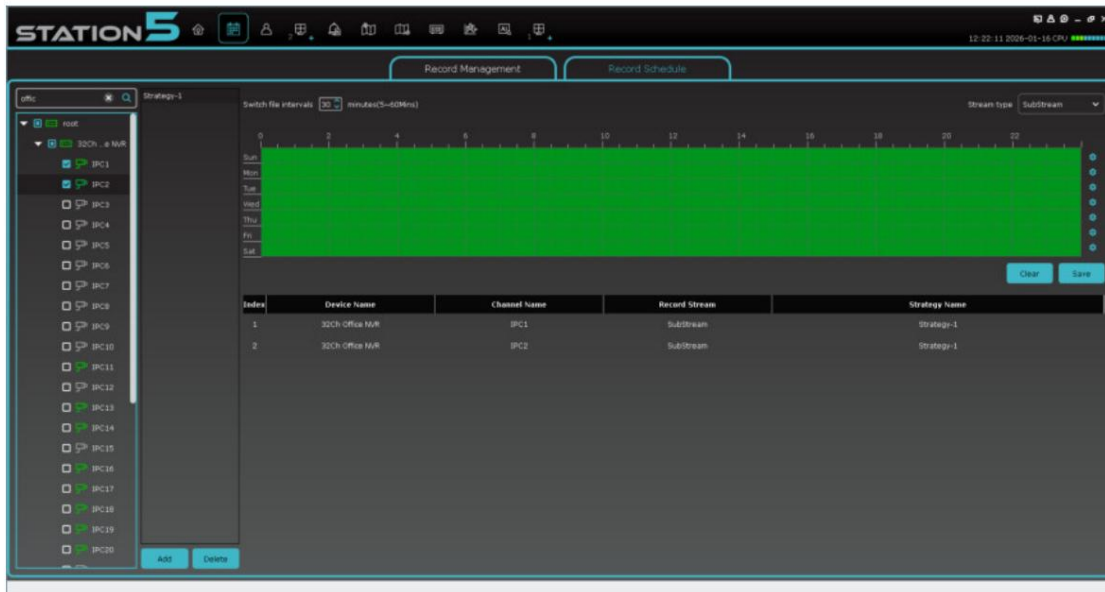 STATION 5
12:22:11 2026-01-16 CPU
Record Management
Record Schedule
offic
Strategy-1
Switch file intervals 30 minutes(5~60Mins)
Stream type SubStream
root
32Ch . e NVR
IPC1
IPC2
IPC3
IPC4
IPC5
IPC6
IPC7
IPC8
IPC9
IPC10
IPC11
IPC12
IPC13
IPC14
IPC15
IPC16
IPC17
IPC18
IPC19
IPC20
Add Delete
0 2 4 6 8 10 12 14 16 18 20 22
Sun
Mon
Tue
Wed
Thu
Fri
Sat
Clear Save
Index Device Name Channel Name Record Stream Strategy Name
1 32Ch Office NVR IPC1 SubStream Strategy-1
2 32Ch Office NVR IPC2 SubStream Strategy-1